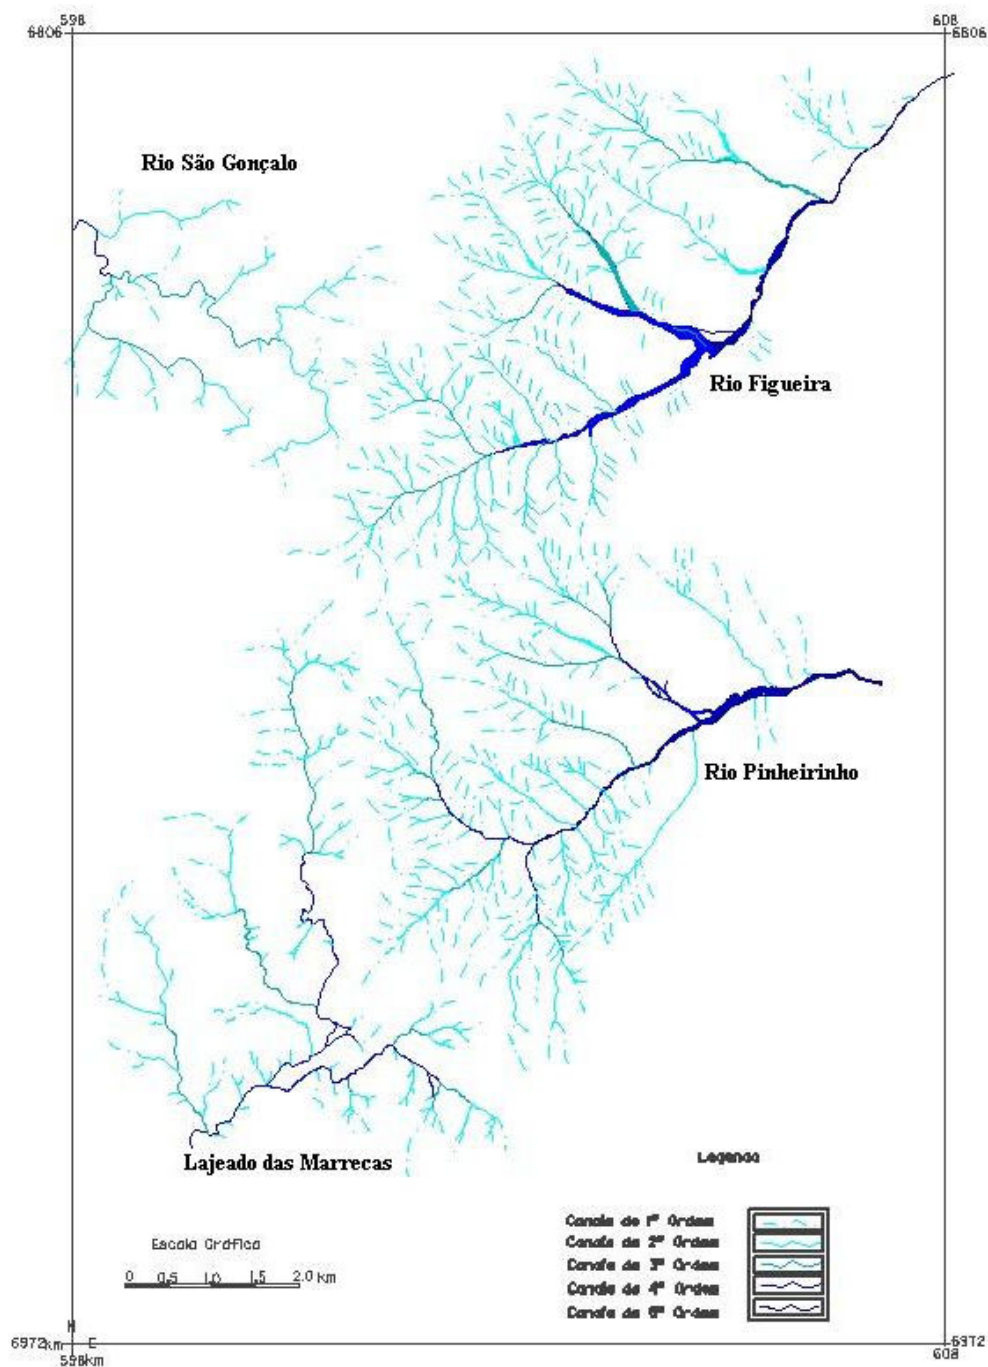 598
608
6806
6806
Rio São Gonçalo
Rio Figueira
Rio Pinheirinho
Lajeado das Marrecas
Legenda
Canais de 1ª Ordem
Canais de 2ª Ordem
Canais de 3ª Ordem
Canais de 4ª Ordem
Canais de 5ª Ordem
Escala Gráfica
0 0,5 1,0 1,5 2.0 km
N
E
6972km
6972
598km
608